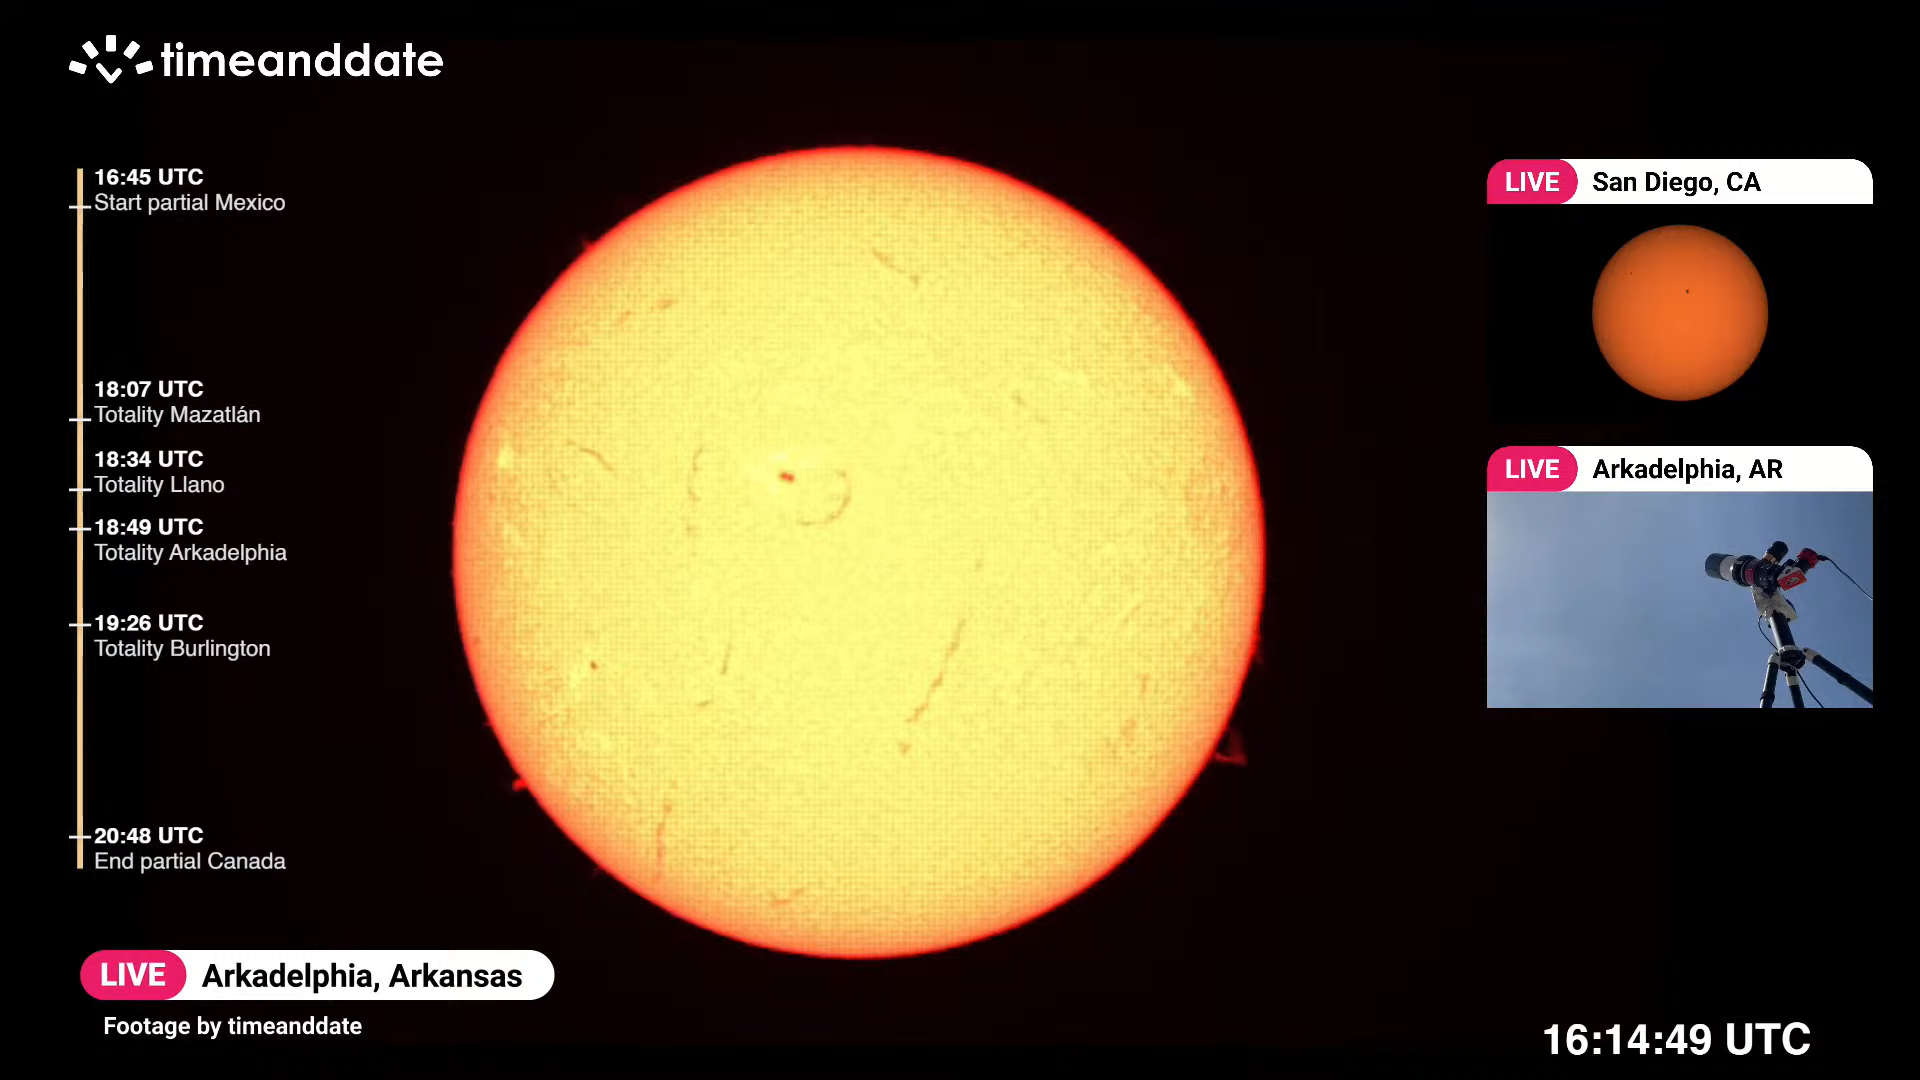 timeanddate
16:45 UTC
Start partial Mexico
18:07 UTC
Totality Mazatlán
18:34 UTC
Totality Llano
18:49 UTC
Totality Arkadelphia
19:26 UTC
Totality Burlington
20:48 UTC
End partial Canada
LIVE San Diego, CA
LIVE Arkadelphia, AR
LIVE Arkadelphia, Arkansas
Footage by timeanddate
16:14:49 UTC